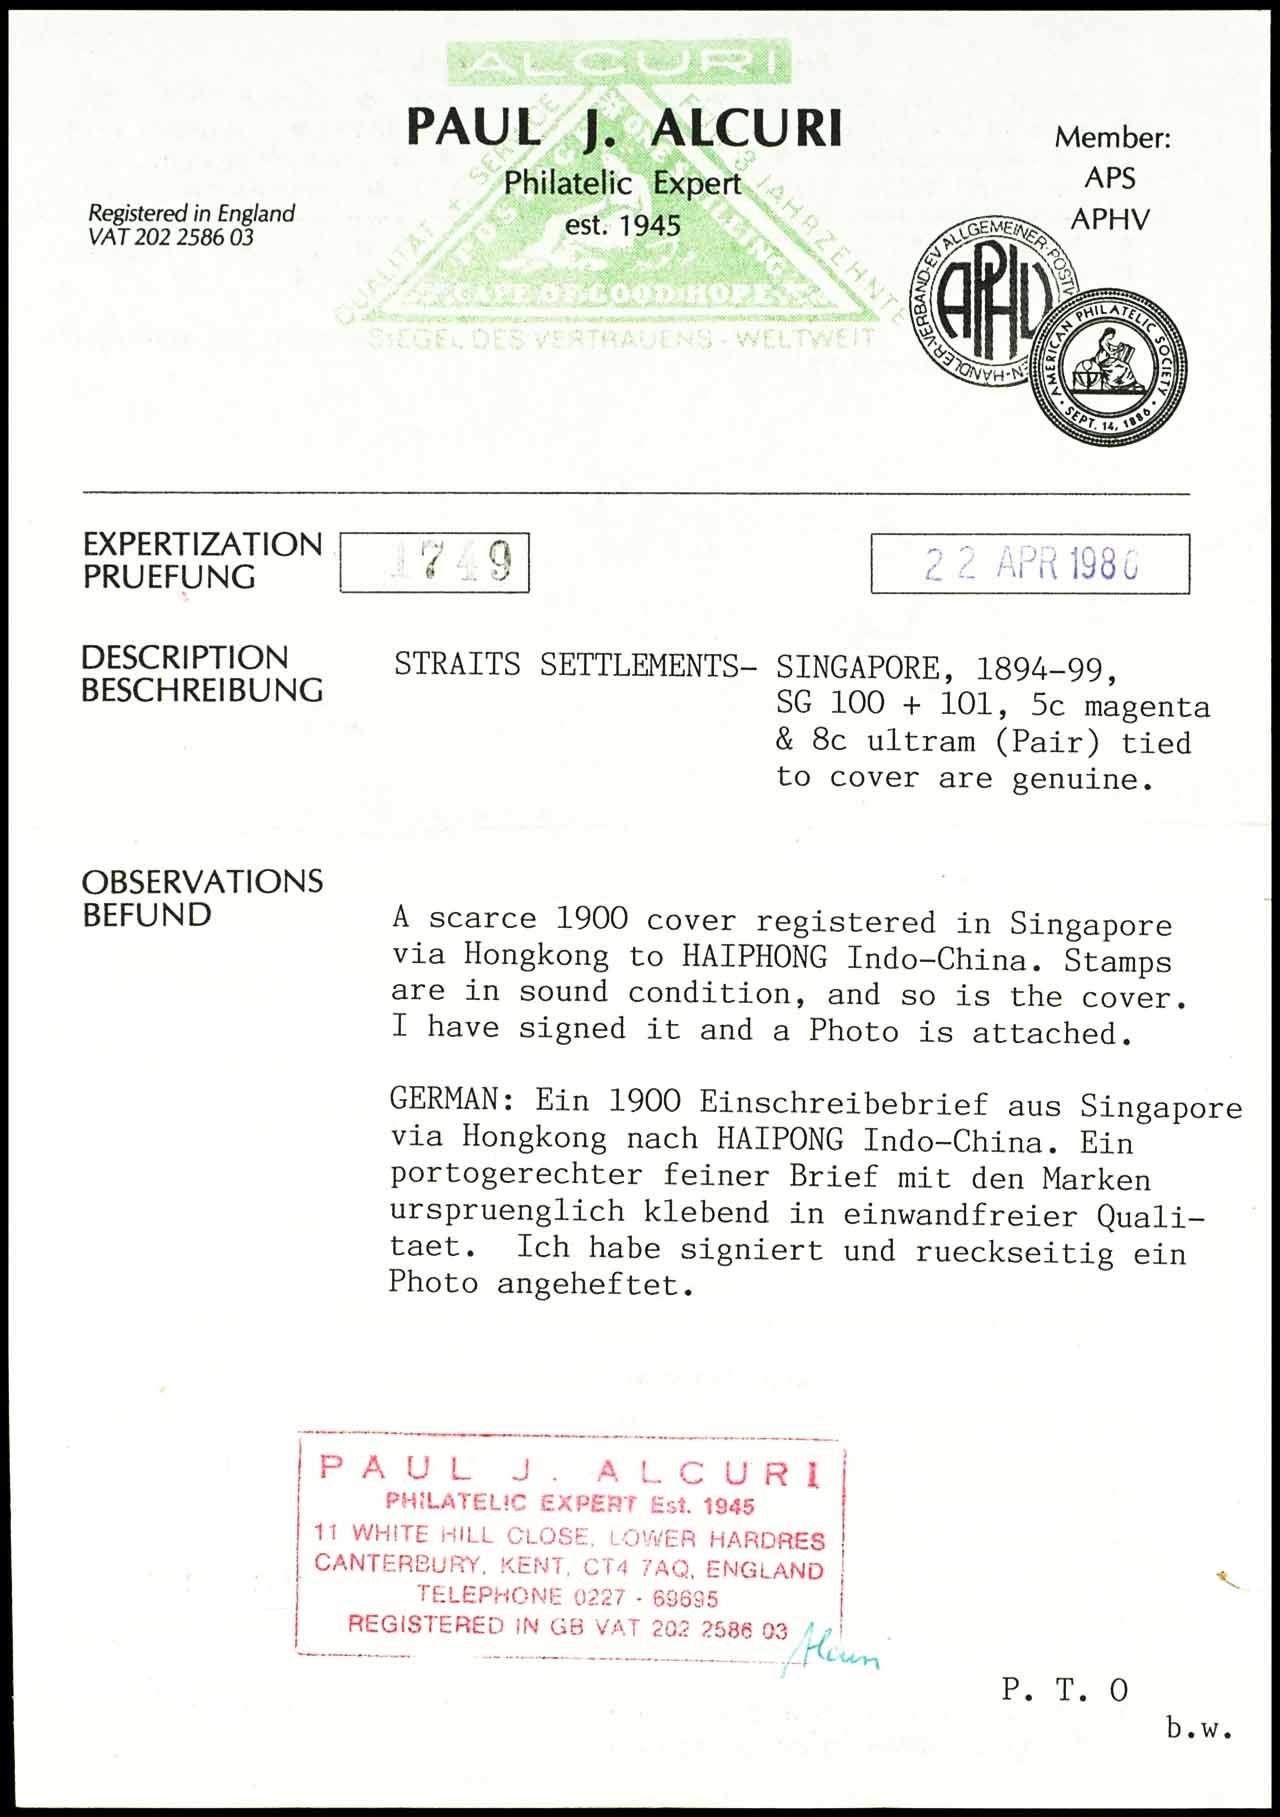 ALCURI
PAUL J. ALCURI
Philatelic Expert
est. 1945
QUALITÄT + SERVICE
FÜR 3 JAHRZEHNTE
CAPE OF GOOD HOPE
SIEGEL DES VERTRAUENS - WELTWEIT
Registered in England
VAT 202 2586 03
Member:
APS
APHV
APHV
AMERICAN PHILATELIC SOCIETY
SEPT. 14, 1886
EXPERTIZATION
PRUEFUNG
1749
22 APR 1986
DESCRIPTION
BESCHREIBUNG
STRAITS SETTLEMENTS- SINGAPORE, 1894-99,
SG 100 + 101, 5c magenta
& 8c ultram (Pair) tied
to cover are genuine.
OBSERVATIONS
BEFUND
A scarce 1900 cover registered in Singapore
via Hongkong to HAIPHONG Indo-China. Stamps
are in sound condition, and so is the cover.
I have signed it and a Photo is attached.
GERMAN: Ein 1900 Einschreibebrief aus Singapore
via Hongkong nach HAIPONG Indo-China. Ein
portogerechter feiner Brief mit den Marken
urspruenglich klebend in einwandfreier Quali-
taet. Ich habe signiert und rueckseitig ein
Photo angeheftet.
PAUL J. ALCURI
PHILATELIC EXPERT Est. 1945
11 WHITE HILL CLOSE, LOWER HARDRES
CANTERBURY, KENT, CT4 7AQ, ENGLAND
TELEPHONE 0227 - 69695
REGISTERED IN GB VAT 202 2586 03
Alcuri
P. T. O
b.w.